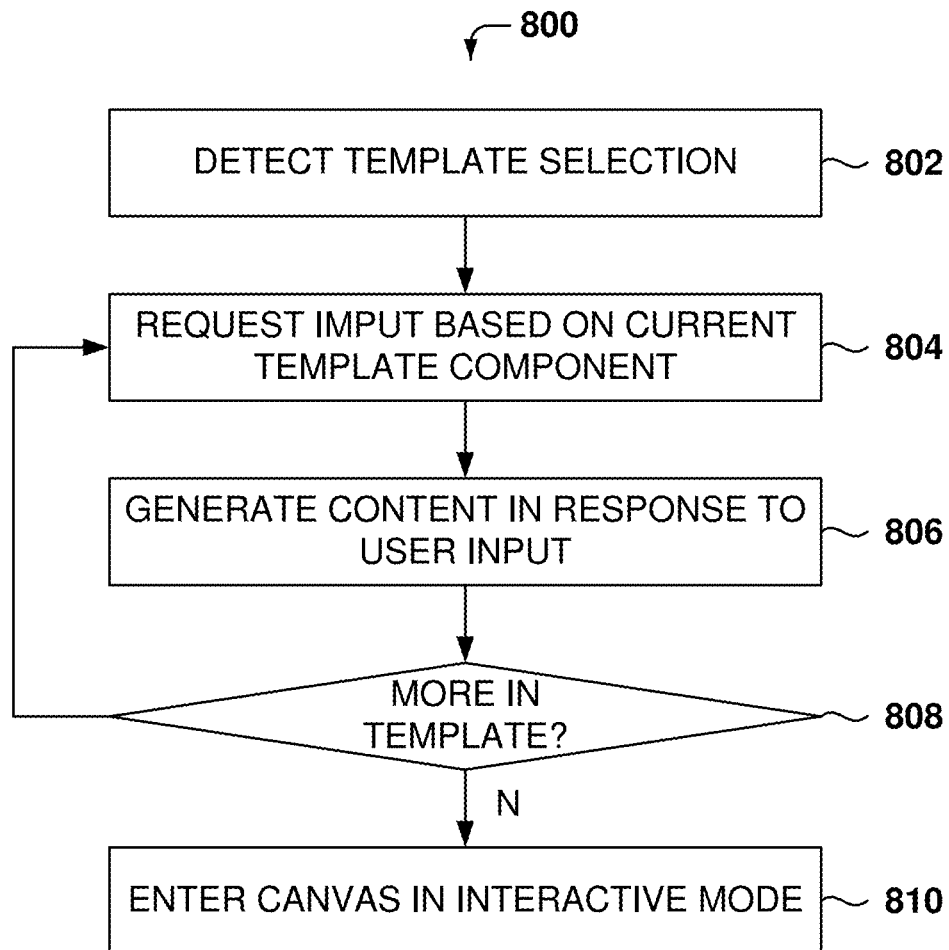 800
DETECT TEMPLATE SELECTION
802
REQUEST IMPUT BASED ON CURRENT
TEMPLATE COMPONENT
804
GENERATE CONTENT IN RESPONSE TO
USER INPUT
806
MORE IN
TEMPLATE?
808
N
ENTER CANVAS IN INTERACTIVE MODE
810